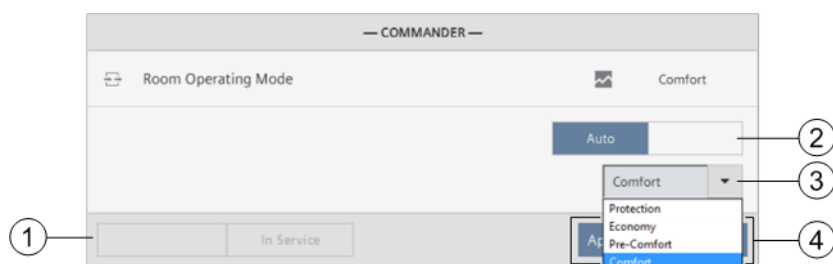 — COMMANDER —
Room Operating Mode Comfort
Auto
2
Comfort
3
Protection
Economy
Pre-Comfort
Comfort
1
In Service
4